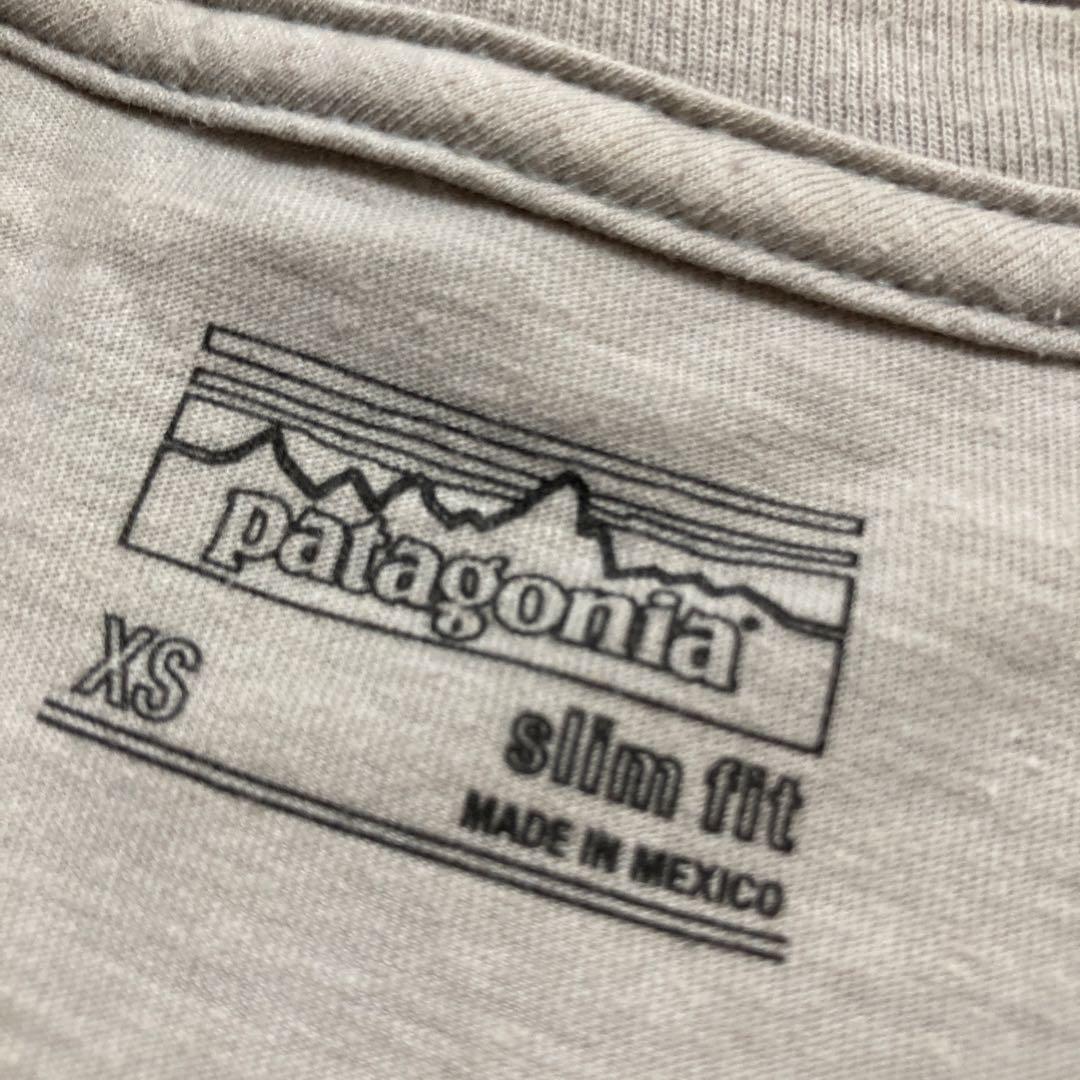 patagonia®
XS
slim fit
MADE IN MEXICO